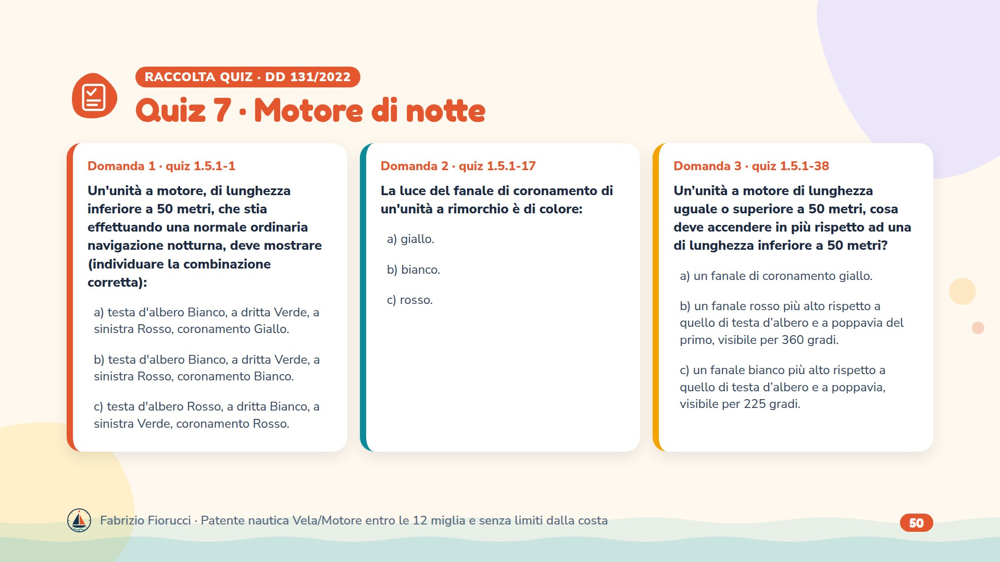 RACCOLTA QUIZ · DD 131/2022
Quiz 7 · Motore di notte
Domanda 1 · quiz 1.5.1-1
Un'unità a motore, di lunghezza
inferiore a 50 metri, che stia
effettuando una normale ordinaria
navigazione notturna, deve mostrare
(individuare la combinazione
corretta):
a) testa d'albero Bianco, a dritta Verde, a
sinistra Rosso, coronamento Giallo.
b) testa d'albero Bianco, a dritta Verde, a
sinistra Rosso, coronamento Bianco.
c) testa d'albero Rosso, a dritta Bianco, a
sinistra Verde, coronamento Rosso.
Domanda 2 · quiz 1.5.1-17
La luce del fanale di coronamento di
un'unità a rimorchio è di colore:
a) giallo.
b) bianco.
c) rosso.
Domanda 3 · quiz 1.5.1-38
Un’unità a motore di lunghezza
uguale o superiore a 50 metri, cosa
deve accendere in più rispetto ad una
di lunghezza inferiore a 50 metri?
a) un fanale di coronamento giallo.
b) un fanale rosso più alto rispetto a
quello di testa d’albero e a poppavia del
primo, visibile per 360 gradi.
c) un fanale bianco più alto rispetto a
quello di testa d’albero e a poppavia,
visibile per 225 gradi.
Fabrizio Fiorucci · Patente nautica Vela/Motore entro le 12 miglia e senza limiti dalla costa
50